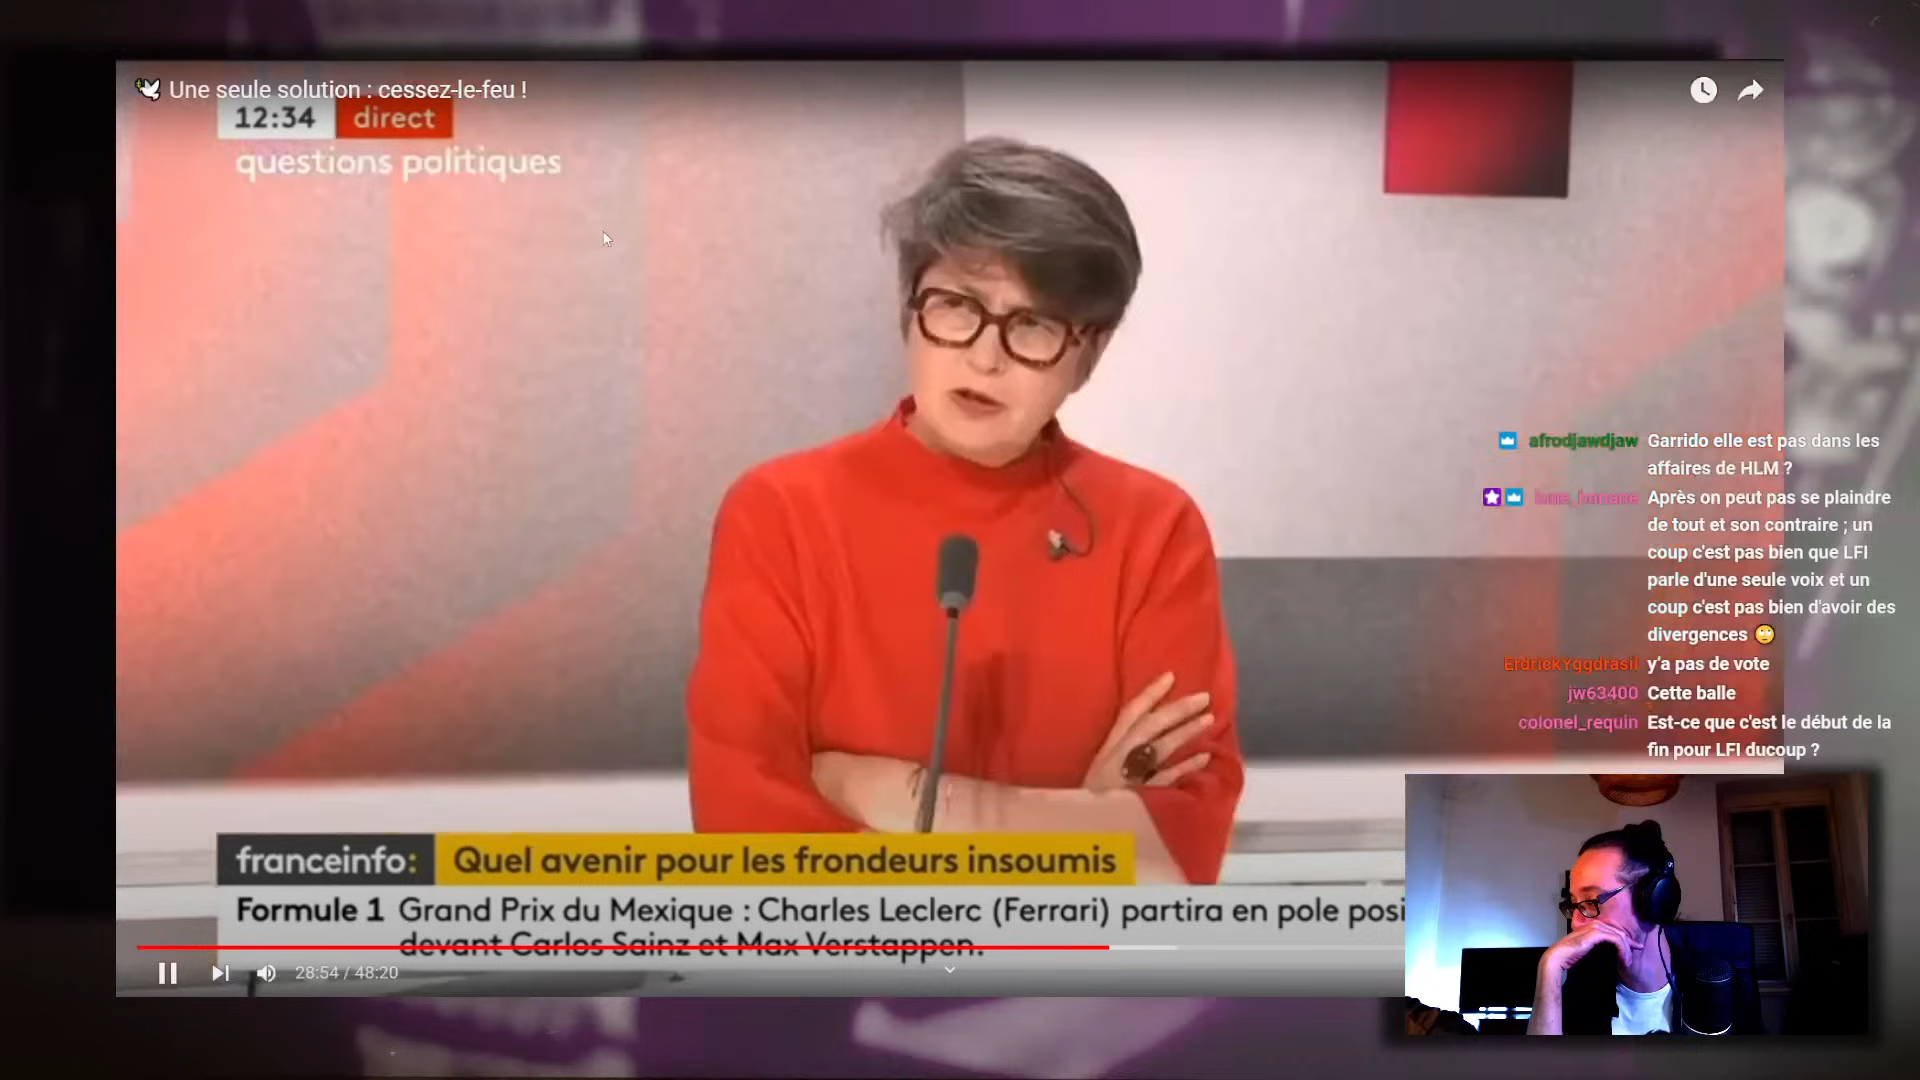 Une seule solution : cessez-le-feu !
12:34 direct
questions politiques
afrodjawdjaw Garrido elle est pas dans les
affaires de HLM ?
lune_banane Après on peut pas se plaindre
de tout et son contraire ; un
coup c'est pas bien que LFI
parle d'une seule voix et un
coup c'est pas bien d'avoir des
divergences 🙄
ErdrickYggdrasil y'a pas de vote
jw63400 Cette balle
colonel_requin Est-ce que c'est le début de la
fin pour LFI ducoup ?
franceinfo: Quel avenir pour les frondeurs insoumis
Formule 1 Grand Prix du Mexique : Charles Leclerc (Ferrari) partira en pole posi
devant Carlos Sainz et Max Verstappen.
28:54 / 48:20